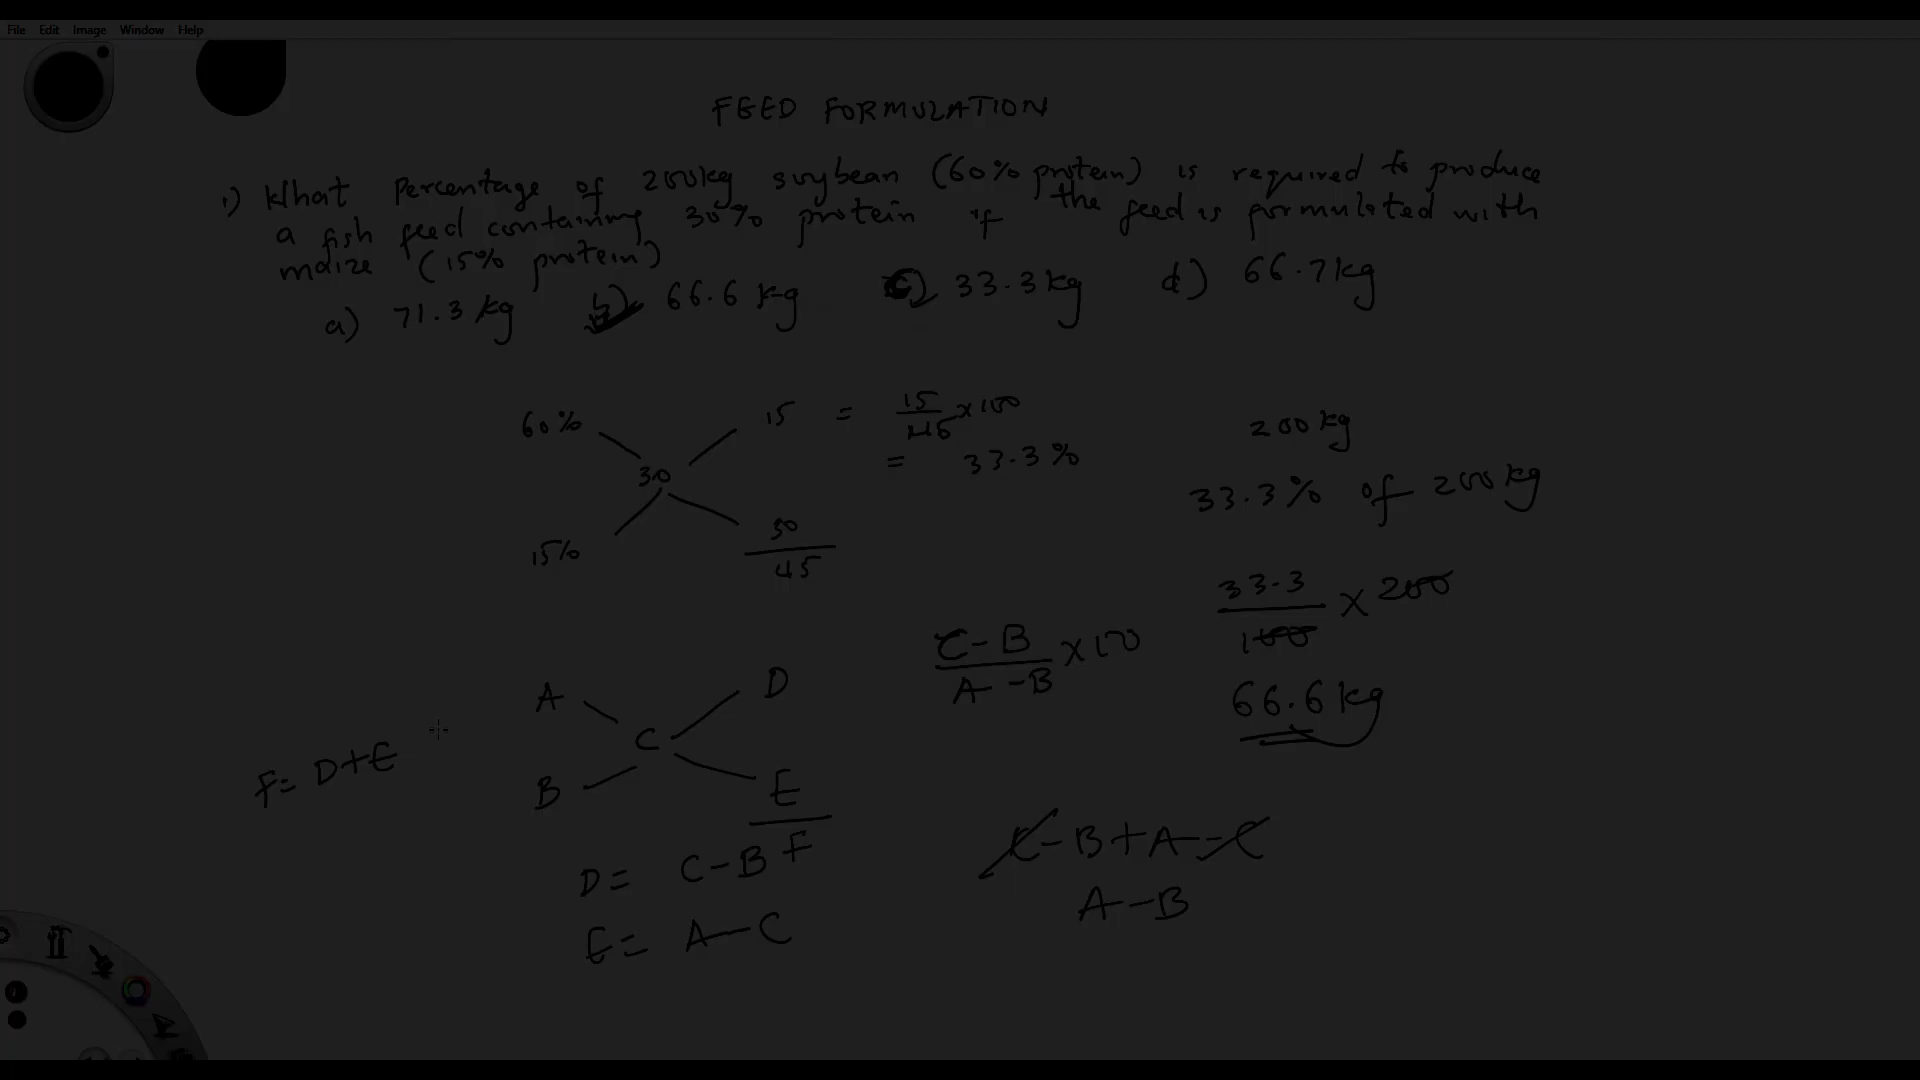 File Edit Image Window Help
FEED FORMULATION
1) What percentage of 200kg soybean (60% protein) is required to produce
a fish feed containing 30% protein if the feed is formulated with
maize (15% protein)
a) 71.3 kg b) 66.6 kg c) 33.3 kg d) 66.7 kg
60% 15 = 15/45 x 100
= 33.3%
30
15% 30
45
200 kg
33.3% of 200 kg
33.3/100 x 200
66.6 kg
A D
C
B E
F
F = D+E
D = C-B
E = A-C
C-B/A-B x 100
C-B+A-C
A-B